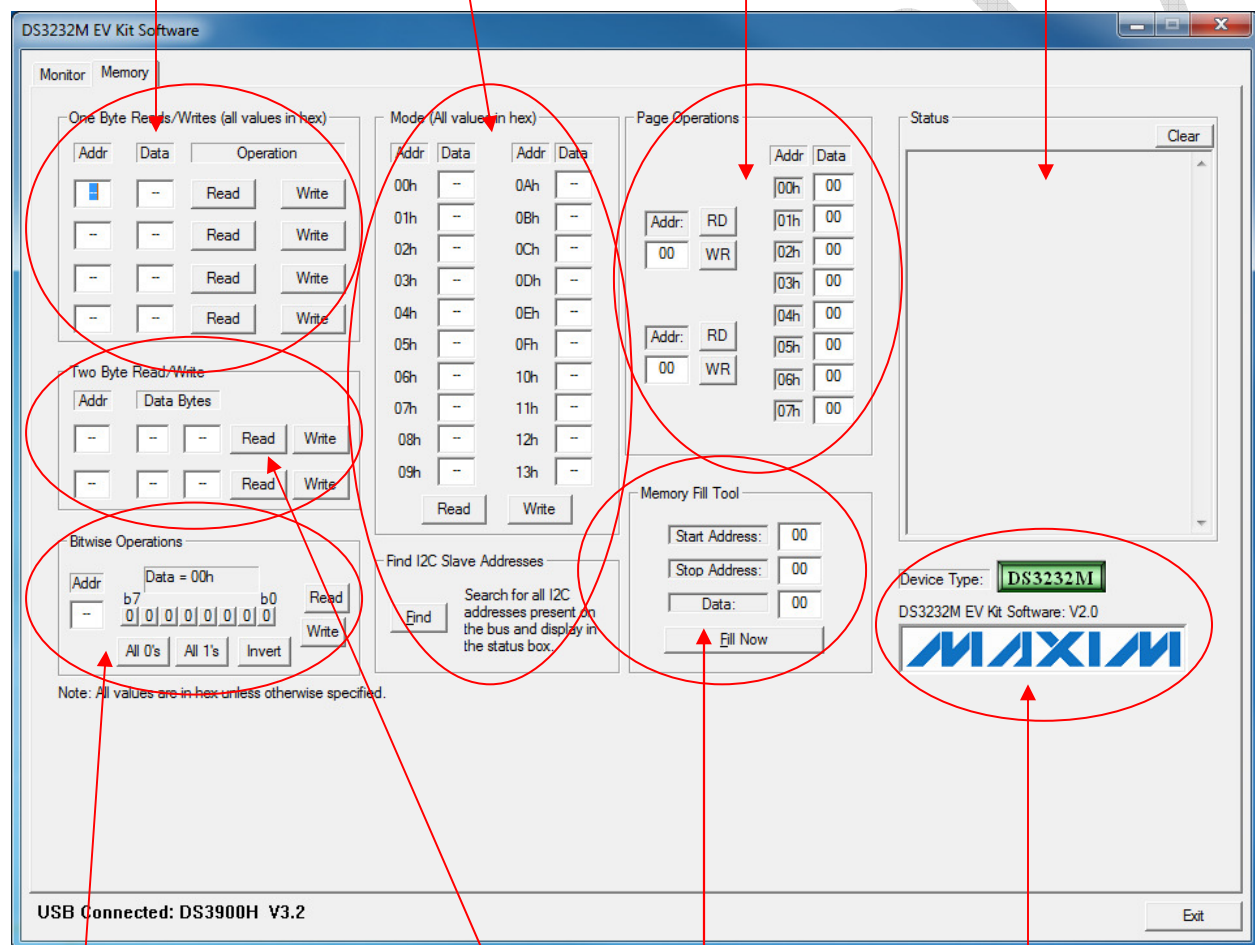 DS3232M EV Kit Software
Monitor Memory
One Byte Reads/Writes (all values in hex)
Addr Data Operation
-- -- Read Write
-- -- Read Write
-- -- Read Write
-- -- Read Write
Two Byte Read/Write
Addr Data Bytes
-- -- -- Read Write
-- -- -- Read Write
Bitwise Operations
Addr Data = 00h
b7 b0 Read
-- 0 0 0 0 0 0 0 0
Write
All 0's All 1's Invert
Note: All values are in hex unless otherwise specified.
Mode (All values in hex)
Addr Data Addr Data
00h -- 0Ah --
01h -- 0Bh --
02h -- 0Ch --
03h -- 0Dh --
04h -- 0Eh --
05h -- 0Fh --
06h -- 10h --
07h -- 11h --
08h -- 12h --
09h -- 13h --
Read Write
Find I2C Slave Addresses
Find
Search for all I2C
addresses present on
the bus and display in
the status box.
Page Operations
Addr: RD
00 WR
Addr: RD
00 WR
Addr Data
00h 00
01h 00
02h 00
03h 00
04h 00
05h 00
06h 00
07h 00
Memory Fill Tool
Start Address: 00
Stop Address: 00
Data: 00
Fill Now
Status
Clear
Device Type: DS3232M
DS3232M EV Kit Software: V2.0
MAXIM
USB Connected: DS3900H V3.2
Exit